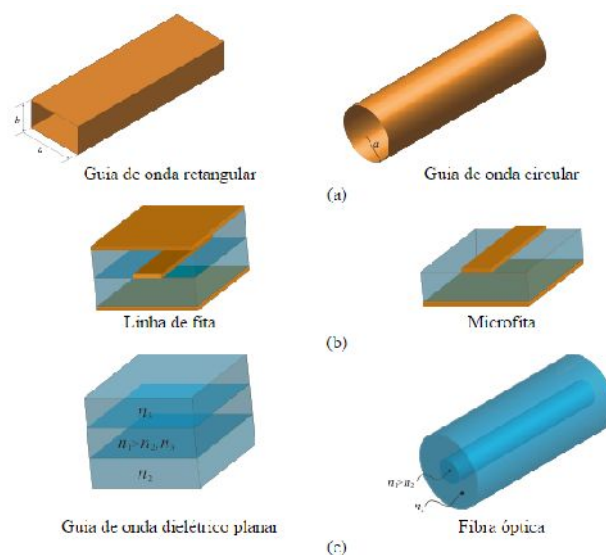 b
a
a
Guia de onda retangular
Guia de onda circular
(a)
Linha de fita
Microfita
(b)
n₃
n₁>n₂,n₃
n₂
n₁>n₂
Guia de onda dielétrico planar
Fibra óptica
(c)